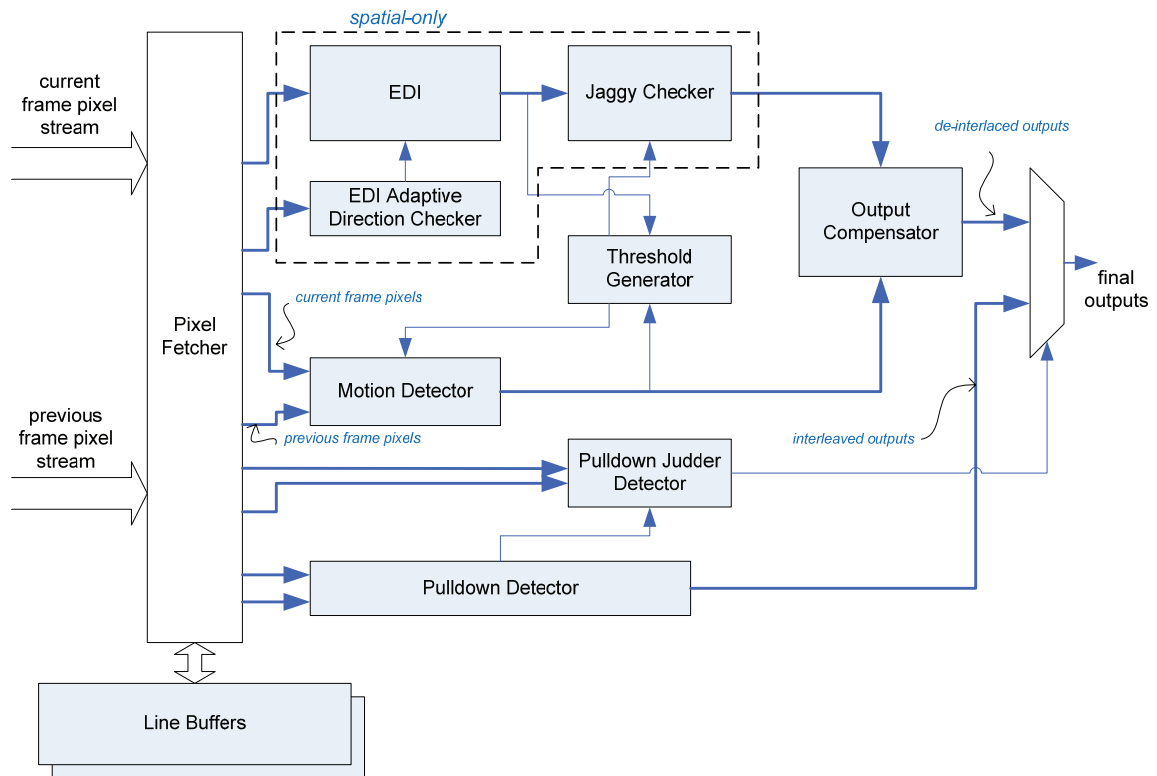 spatial-only
current
frame pixel
stream
EDI
Jaggy Checker
de-interlaced outputs
EDI Adaptive
Direction Checker
Output
Compensator
Threshold
Generator
final
outputs
current frame pixels
Pixel
Fetcher
Motion Detector
previous
frame pixel
stream
previous frame pixels
interleaved outputs
Pulldown Judder
Detector
Pulldown Detector
Line Buffers